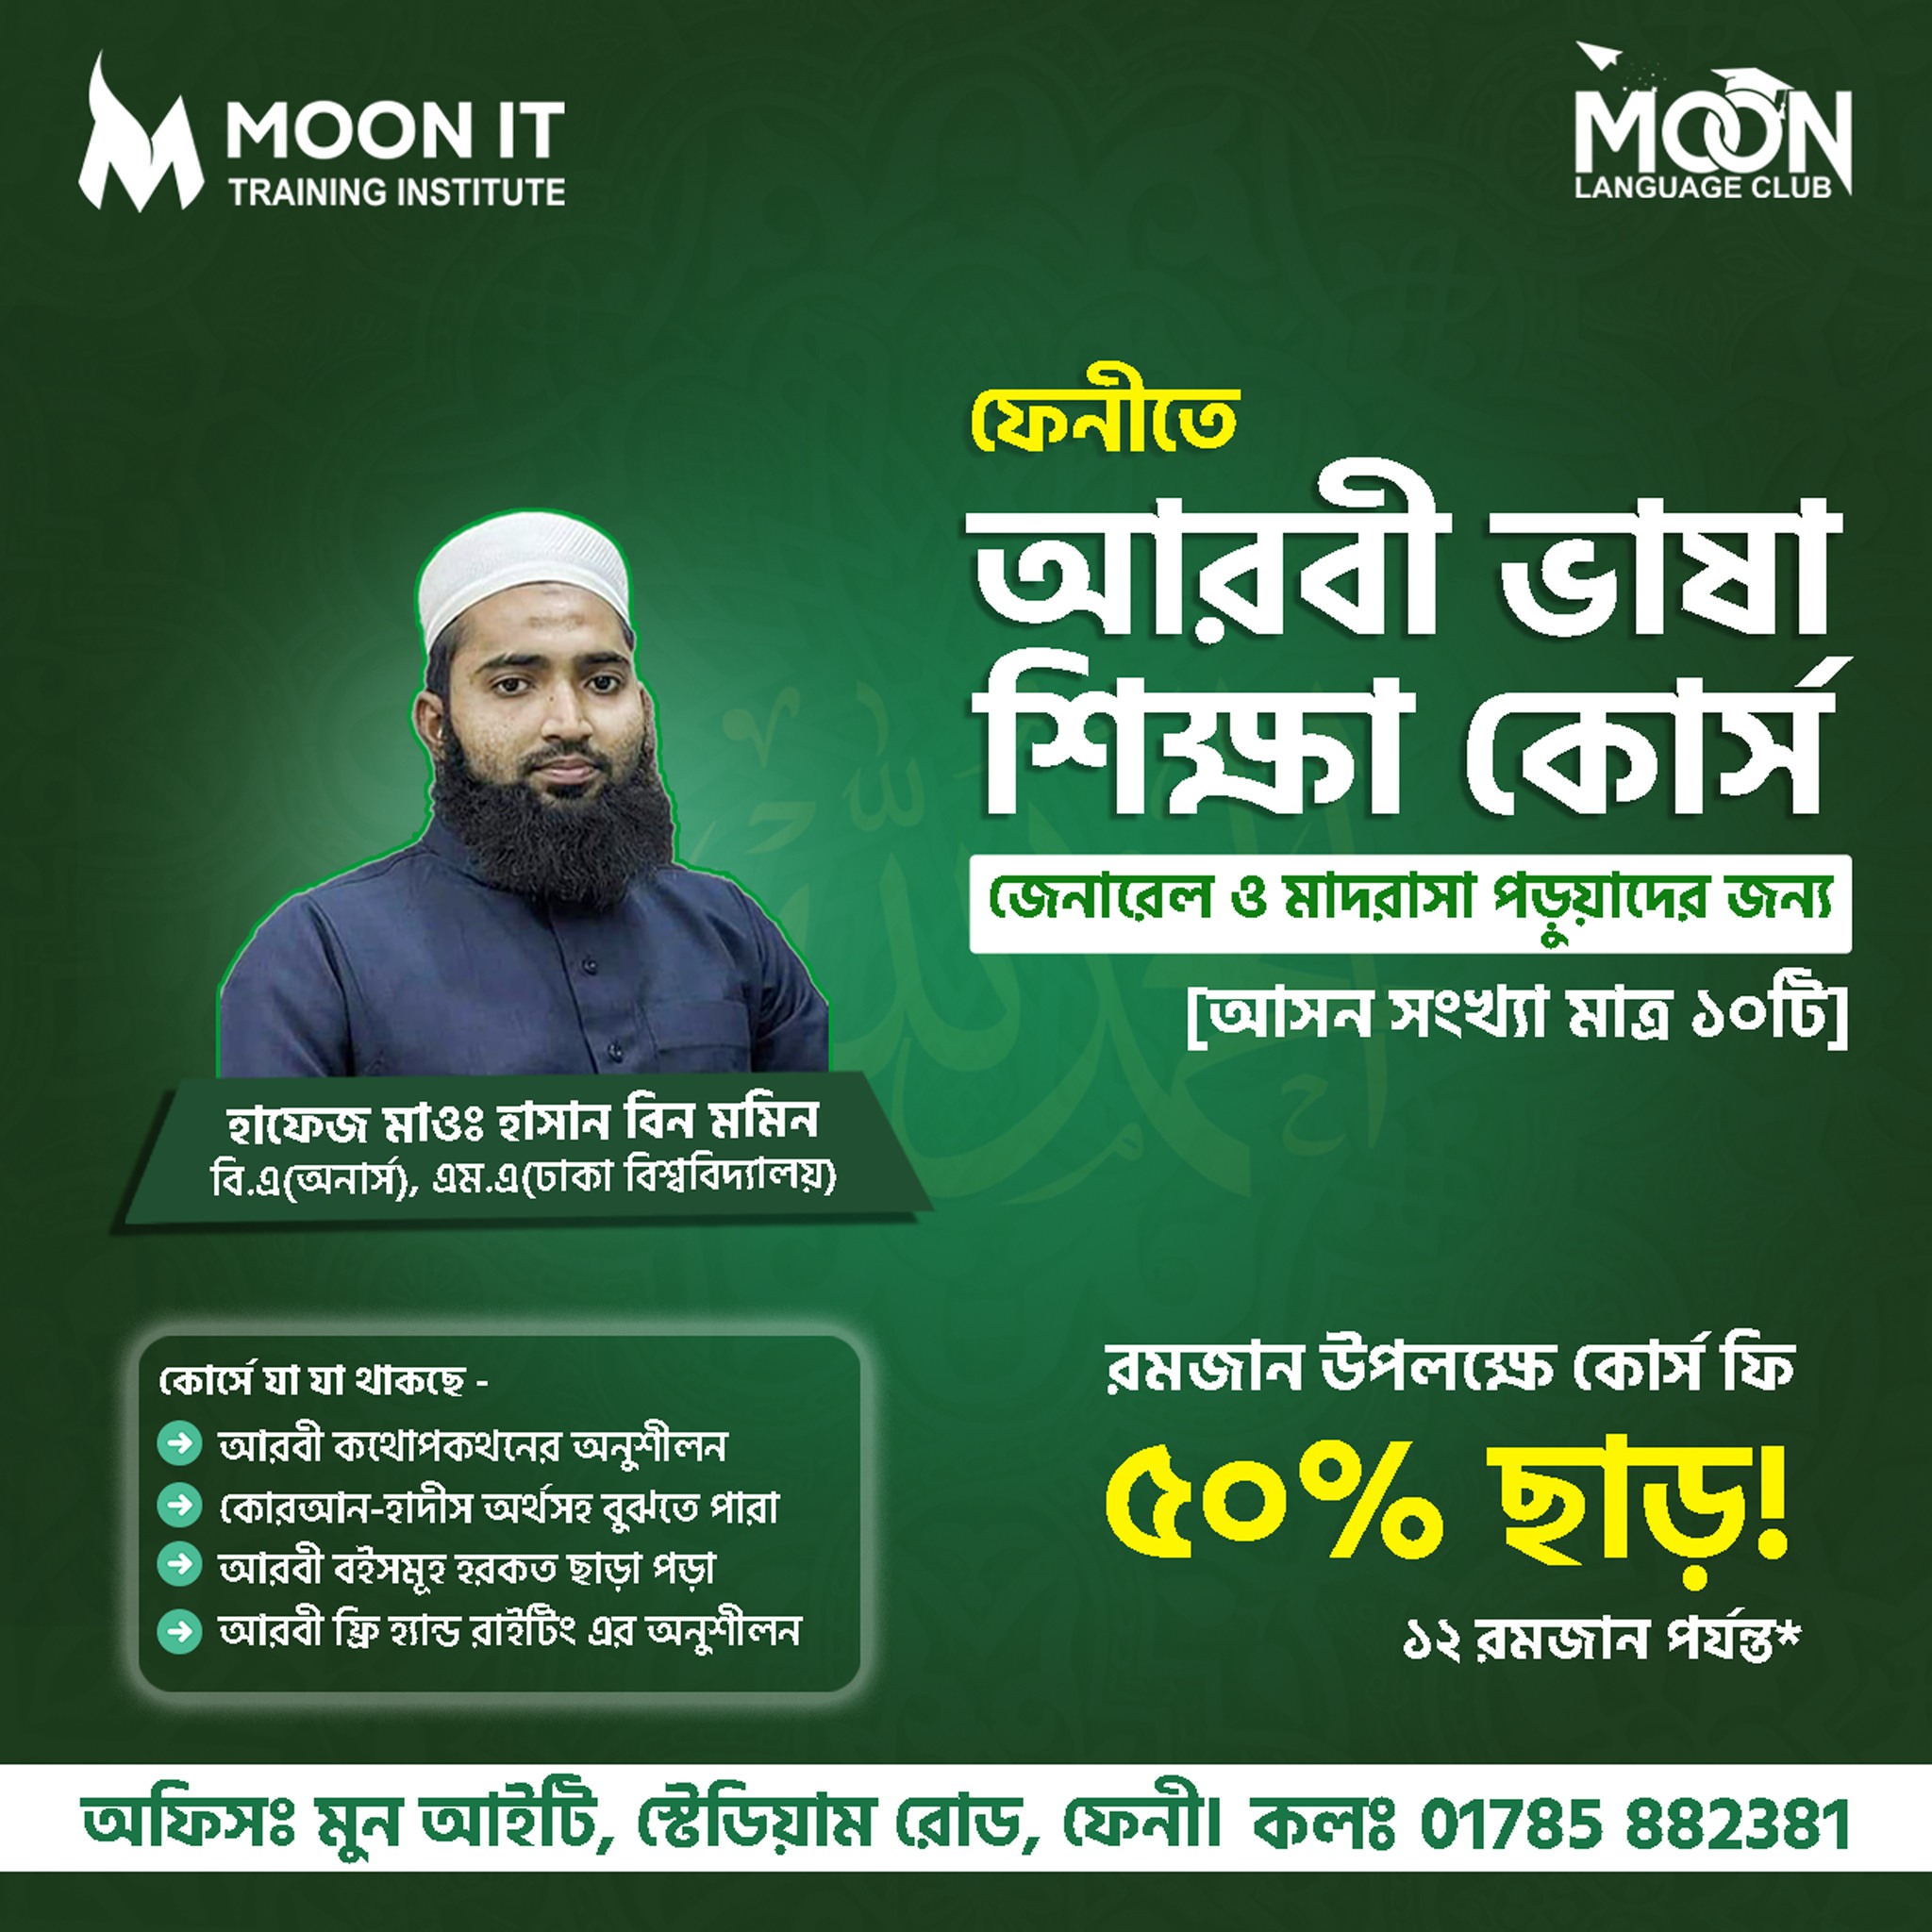 MOON IT
TRAINING INSTITUTE
MOON
LANGUAGE CLUB
ফেনীতে
আরবী ভাষা
শিক্ষা কোর্স
জেনারেল ও মাদরাসা পড়ুয়াদের জন্য
[আসন সংখ্যা মাত্র ১০টি]
হাফেজ মাওঃ হাসান বিন মমিন
বি.এ(অনার্স), এম.এ(ঢাকা বিশ্ববিদ্যালয়)
কোর্সে যা যা থাকছে -
আরবী কথোপকথনের অনুশীলন
কোরআন-হাদীস অর্থসহ বুঝতে পারা
আরবী বইসমূহ হরকত ছাড়া পড়া
আরবী ফ্রি হ্যান্ড রাইটিং এর অনুশীলন
রমজান উপলক্ষে কোর্স ফি
৫০% ছাড়!
১২ রমজান পর্যন্ত*
অফিসঃ মুন আইটি, স্টেডিয়াম রোড, ফেনী। কলঃ 01785 882381